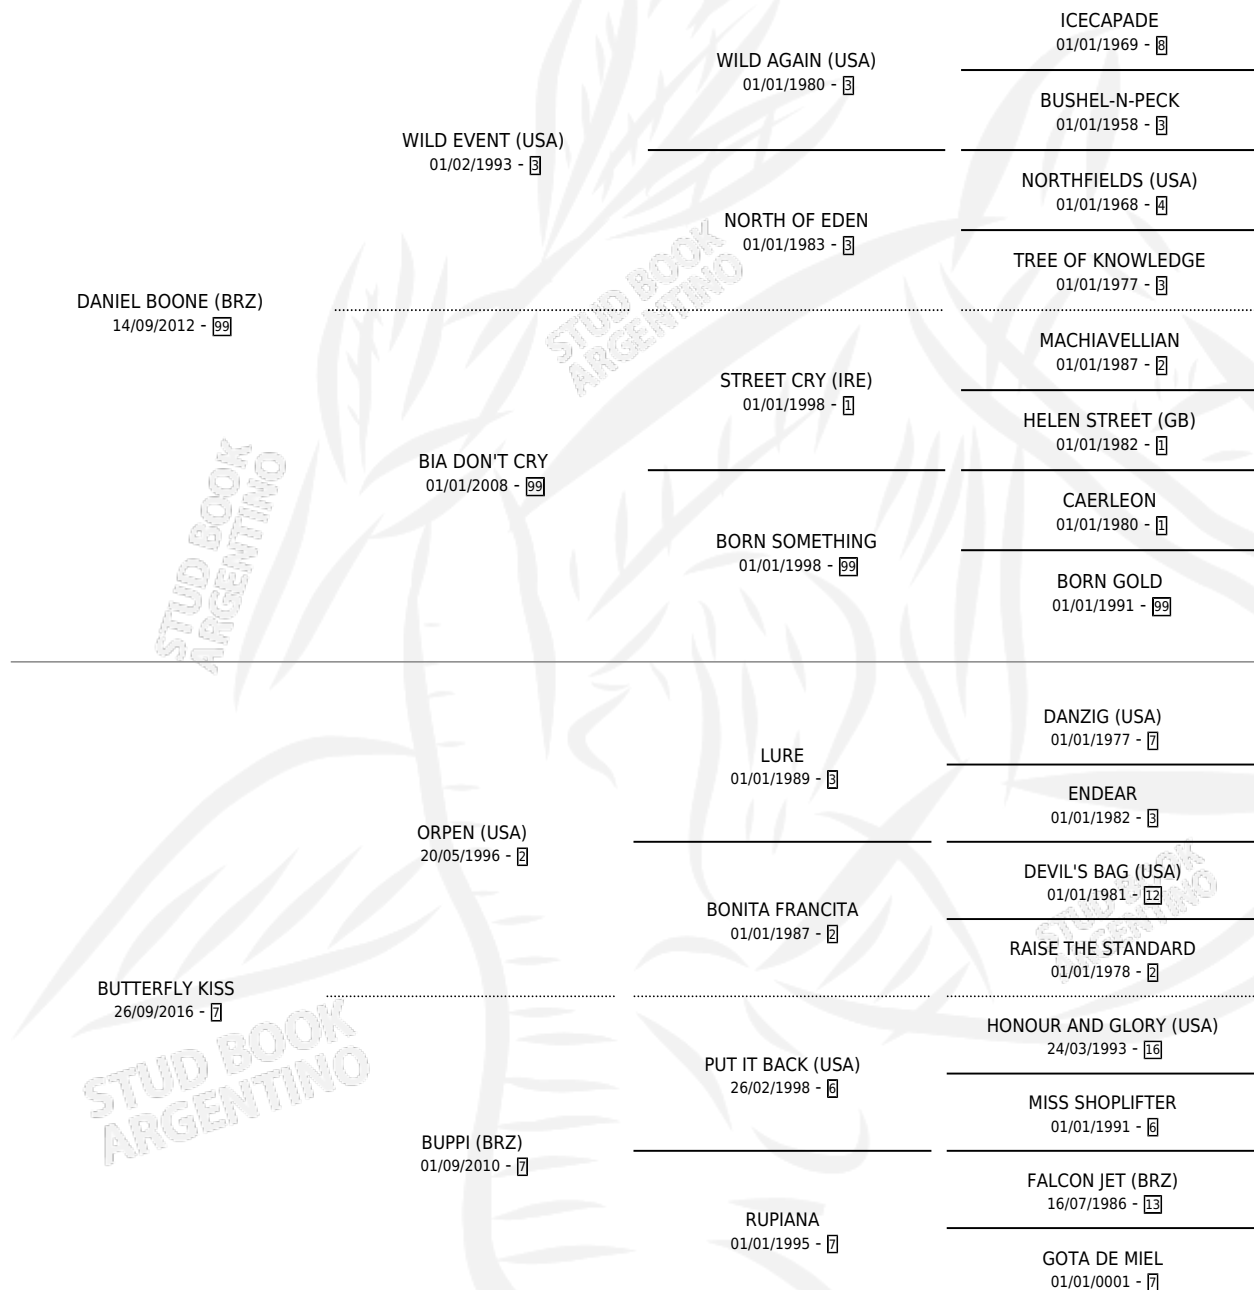 ICECAPADE
01/01/1969 - 8
WILD AGAIN (USA)
01/01/1980 - 3
BUSHEL-N-PECK
01/01/1958 - 3
WILD EVENT (USA)
01/02/1993 - 3
NORTHFIELDS (USA)
01/01/1968 - 4
NORTH OF EDEN
01/01/1983 - 3
TREE OF KNOWLEDGE
01/01/1977 - 3
DANIEL BOONE (BRZ)
14/09/2012 - 99
STUD BOOK
ARGENTINO
MACHIAVELLIAN
01/01/1987 - 2
STREET CRY (IRE)
01/01/1998 - 1
HELEN STREET (GB)
01/01/1982 - 1
BIA DON'T CRY
01/01/2008 - 99
CAERLEON
01/01/1980 - 1
BORN SOMETHING
01/01/1998 - 99
BORN GOLD
01/01/1991 - 99
STUD BOOK
ARGENTINO
DANZIG (USA)
01/01/1977 - 7
LURE
01/01/1989 - 3
ENDEAR
01/01/1982 - 3
ORPEN (USA)
20/05/1996 - 2
DEVIL'S BAG (USA)
01/01/1981 - 12
STUD BOOK
ARGENTINO
BONITA FRANCITA
01/01/1987 - 2
RAISE THE STANDARD
01/01/1978 - 2
BUTTERFLY KISS
26/09/2016 - 7
STUD BOOK
ARGENTINO
HONOUR AND GLORY (USA)
24/03/1993 - 16
PUT IT BACK (USA)
26/02/1998 - 6
MISS SHOPLIFTER
01/01/1991 - 6
BUPPI (BRZ)
01/09/2010 - 7
FALCON JET (BRZ)
16/07/1986 - 13
RUPIANA
01/01/1995 - 7
GOTA DE MIEL
01/01/0001 - 7